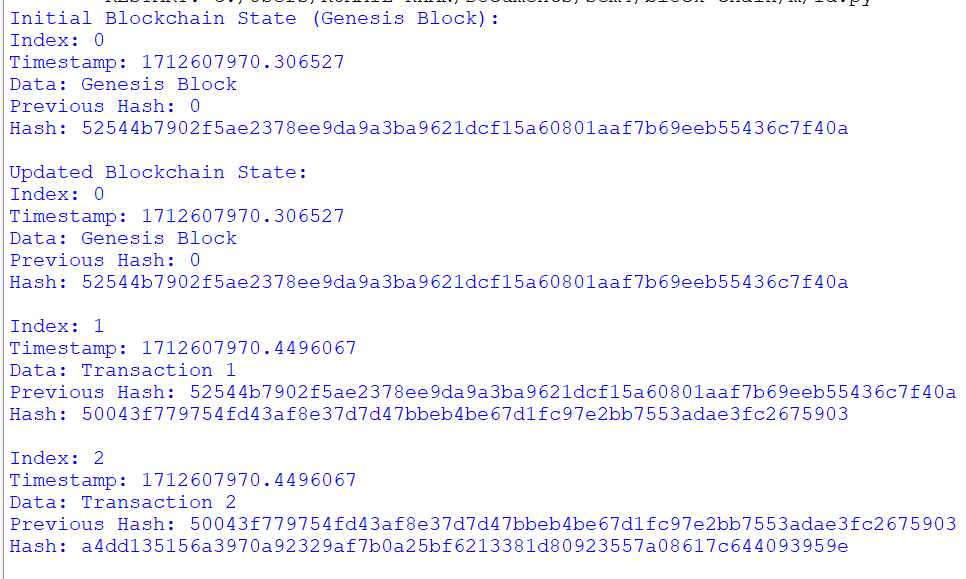 Initial Blockchain State (Genesis Block):
Index: 0
Timestamp: 1712607970.306527
Data: Genesis Block
Previous Hash: 0
Hash: 52544b7902f5ae2378ee9da9a3ba9621dcf15a60801aaf7b69eeb55436c7f40a
Updated Blockchain State:
Index: 0
Timestamp: 1712607970.306527
Data: Genesis Block
Previous Hash: 0
Hash: 52544b7902f5ae2378ee9da9a3ba9621dcf15a60801aaf7b69eeb55436c7f40a
Index: 1
Timestamp: 1712607970.4496067
Data: Transaction 1
Previous Hash: 52544b7902f5ae2378ee9da9a3ba9621dcf15a60801aaf7b69eeb55436c7f40a
Hash: 50043f779754fd43af8e37d7d47bbeb4be67d1fc97e2bb7553adae3fc2675903
Index: 2
Timestamp: 1712607970.4496067
Data: Transaction 2
Previous Hash: 50043f779754fd43af8e37d7d47bbeb4be67d1fc97e2bb7553adae3fc2675903
Hash: a4dd135156a3970a92329af7b0a25bf6213381d80923557a08617c644093959e